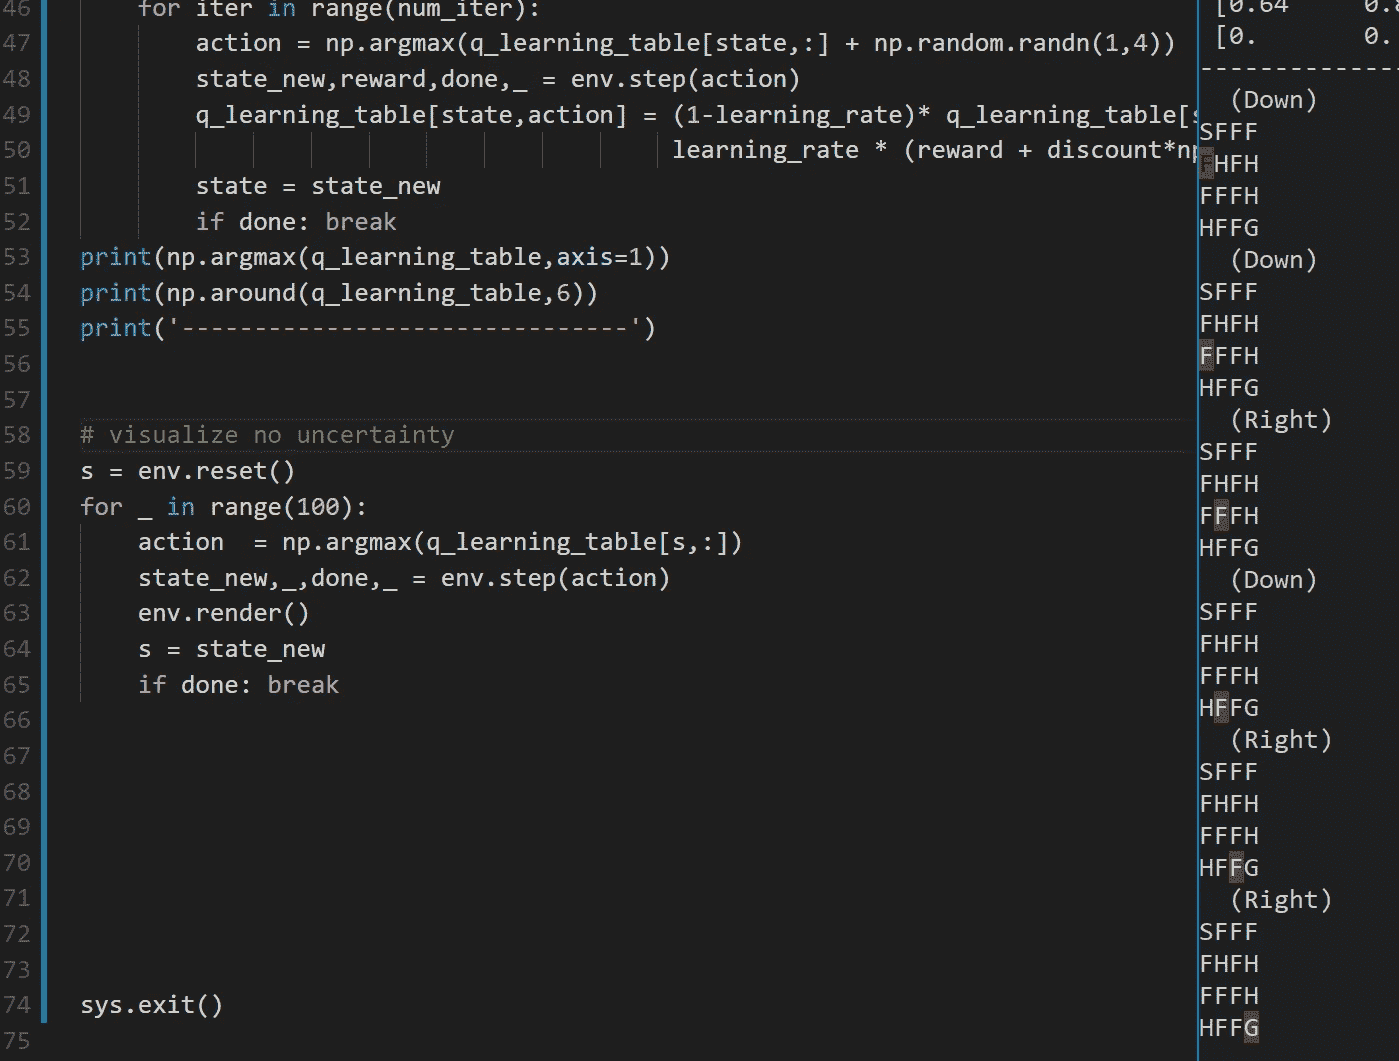 46 for iter in range(num_iter):
47 action = np.argmax(q_learning_table[state,:] + np.random.randn(1,4))
48 state_new,reward,done,_ = env.step(action)
49 q_learning_table[state,action] = (1-learning_rate)* q_learning_table[s
50 learning_rate * (reward + discount*np
51 state = state_new
52 if done: break
53 print(np.argmax(q_learning_table,axis=1))
54 print(np.around(q_learning_table,6))
55 print('-------------------------------')
56
57
58 # visualize no uncertainty
59 s = env.reset()
60 for _ in range(100):
61 action  = np.argmax(q_learning_table[s,:])
62 state_new,_,done,_ = env.step(action)
63 env.render()
64 s = state_new
65 if done: break
66
67
68
69
70
71
72
73
74 sys.exit()
75
[0.64 0.
[0. 0.
--------------
(Down)
SFFF
HFH
FFFH
HFFG
(Down)
SFFF
FHFH
FFFH
HFFG
(Right)
SFFF
FHFH
FFFH
HFFG
(Down)
SFFF
FHFH
FFFH
HFFG
(Right)
SFFF
FHFH
FFFH
HFFG
(Right)
SFFF
FHFH
FFFH
HFFG